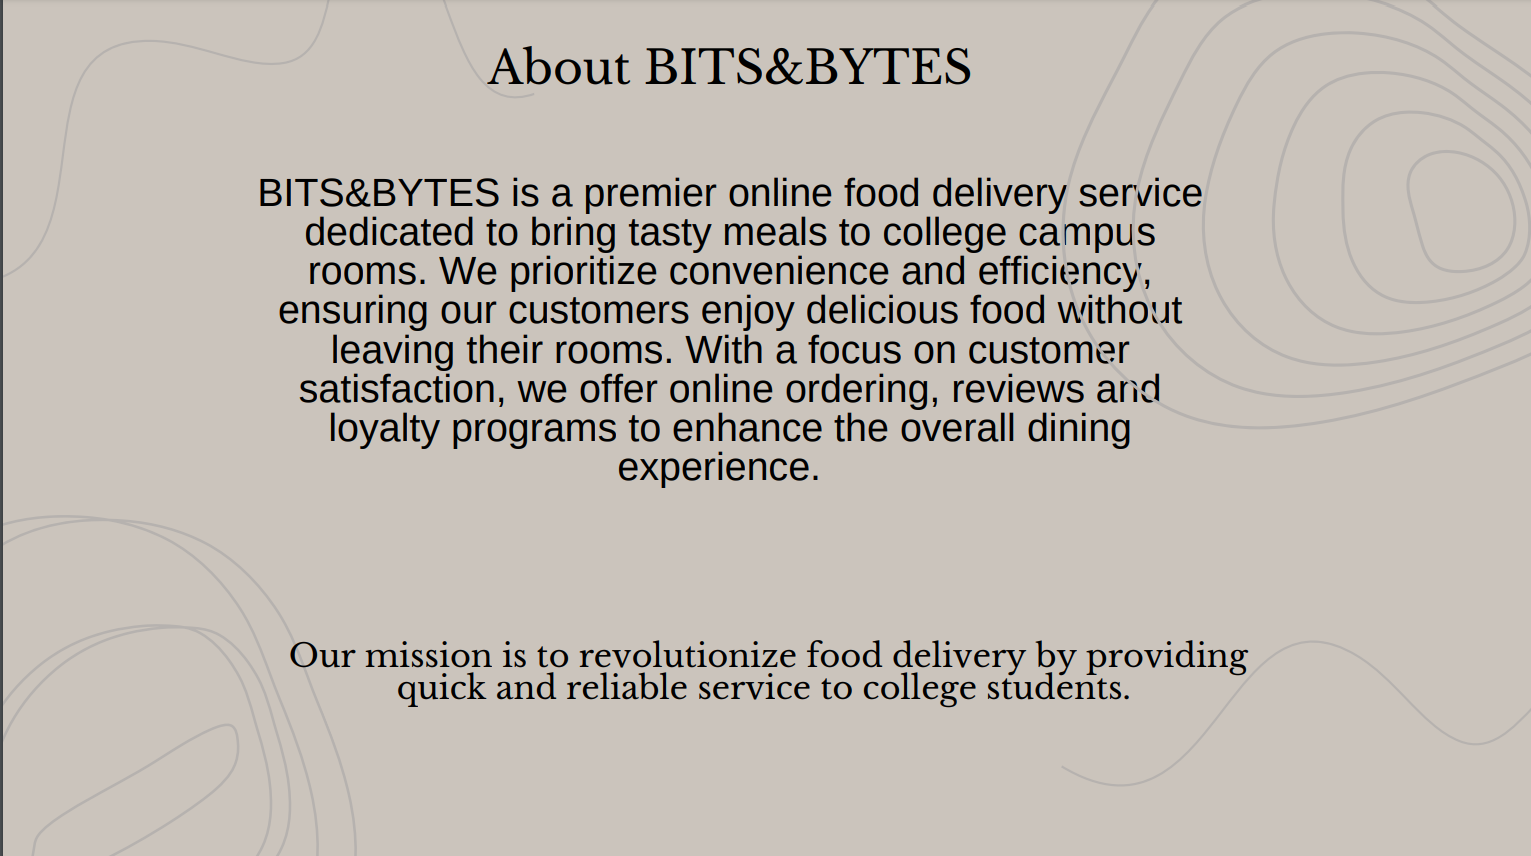 About BITS&BYTES
BITS&BYTES is a premier online food delivery service
dedicated to bring tasty meals to college campus
rooms. We prioritize convenience and efficiency,
ensuring our customers enjoy delicious food without
leaving their rooms. With a focus on customer
satisfaction, we offer online ordering, reviews and
loyalty programs to enhance the overall dining
experience.
Our mission is to revolutionize food delivery by providing
quick and reliable service to college students.